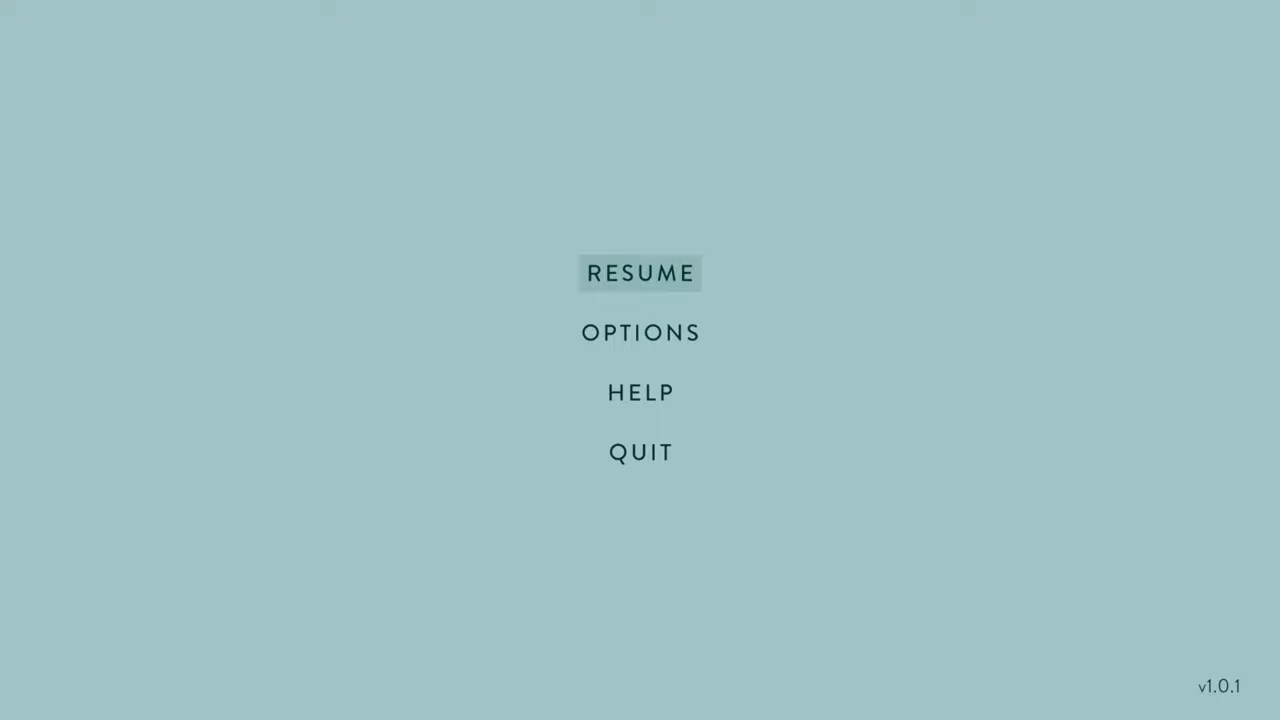 RESUME
OPTIONS
HELP
QUIT
v1.0.1